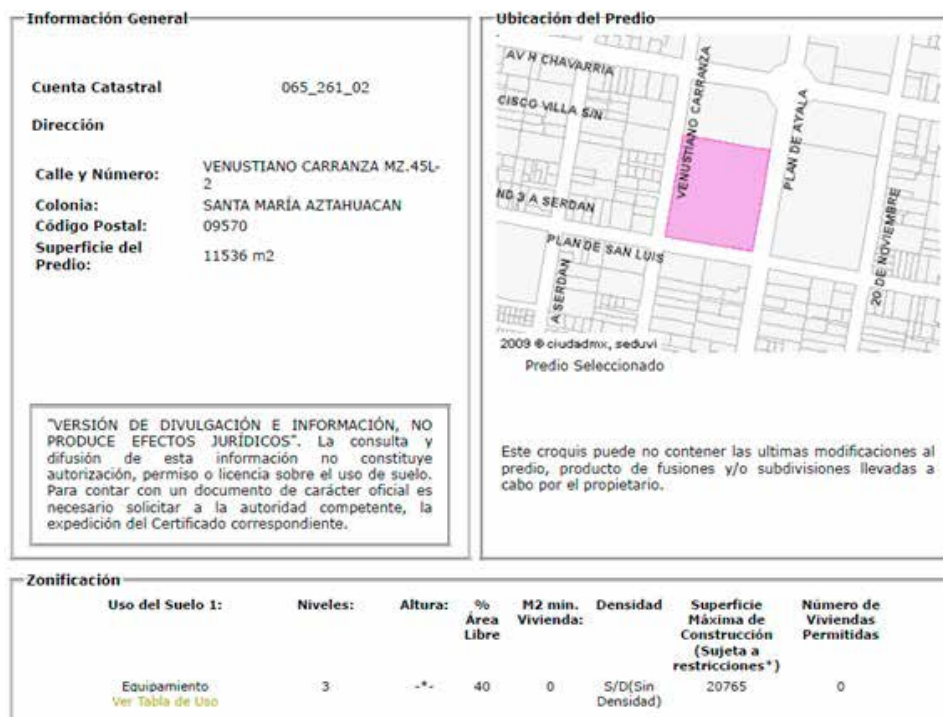 Información General
Cuenta Catastral 065_261_02
Dirección
Calle y Número: VENUSTIANO CARRANZA MZ.45L-
2
Colonia: SANTA MARÍA AZTAHUACAN
Código Postal: 09570
Superficie del
Predio: 11536 m2
"VERSIÓN DE DIVULGACIÓN E INFORMACIÓN, NO
PRODUCE EFECTOS JURÍDICOS". La consulta y
difusión de esta información no constituye
autorización, permiso o licencia sobre el uso de suelo.
Para contar con un documento de carácter oficial es
necesario solicitar a la autoridad competente, la
expedición del Certificado correspondiente.
Ubicación del Predio
AV H CHAVARRIA
CISCO VILLA S/N
VENUSTIANO CARRANZA
PLAN DE AYALA
ND 3 A SERDAN
PLAN DE SAN LUIS
A SERDAN
20 DE NOVIEMBRE
2009 © ciudadmx, seduvi
Predio Seleccionado
Este croquis puede no contener las ultimas modificaciones al
predio, producto de fusiones y/o subdivisiones llevadas a
cabo por el propietario.
Zonificación
Uso del Suelo 1: Niveles: Altura: % Área Libre M2 min. Vivienda: Densidad Superficie Máxima de Construcción (Sujeta a restricciones*) Número de Viviendas Permitidas
Equipamiento 3 -*- 40 0 S/D(Sin Densidad) 20765 0
Ver Tabla de Uso